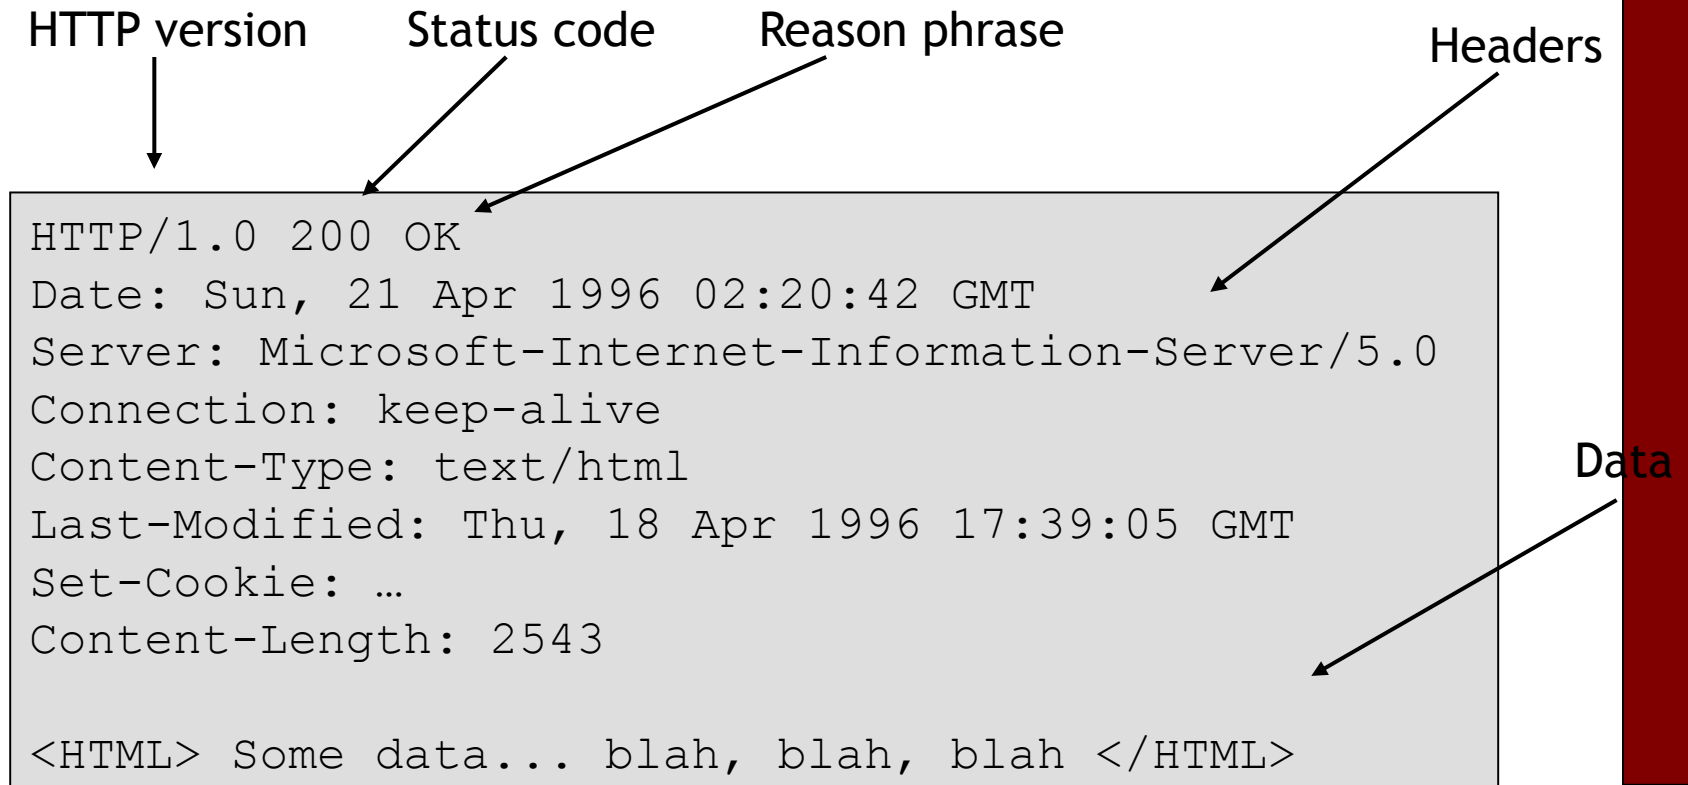 HTTP version Status code Reason phrase Headers
HTTP/1.0 200 OK
Date: Sun, 21 Apr 1996 02:20:42 GMT
Server: Microsoft-Internet-Information-Server/5.0
Connection: keep-alive
Content-Type: text/html
Data
Last-Modified: Thu, 18 Apr 1996 17:39:05 GMT
Set-Cookie: …
Content-Length: 2543
<HTML> Some data... blah, blah, blah </HTML>